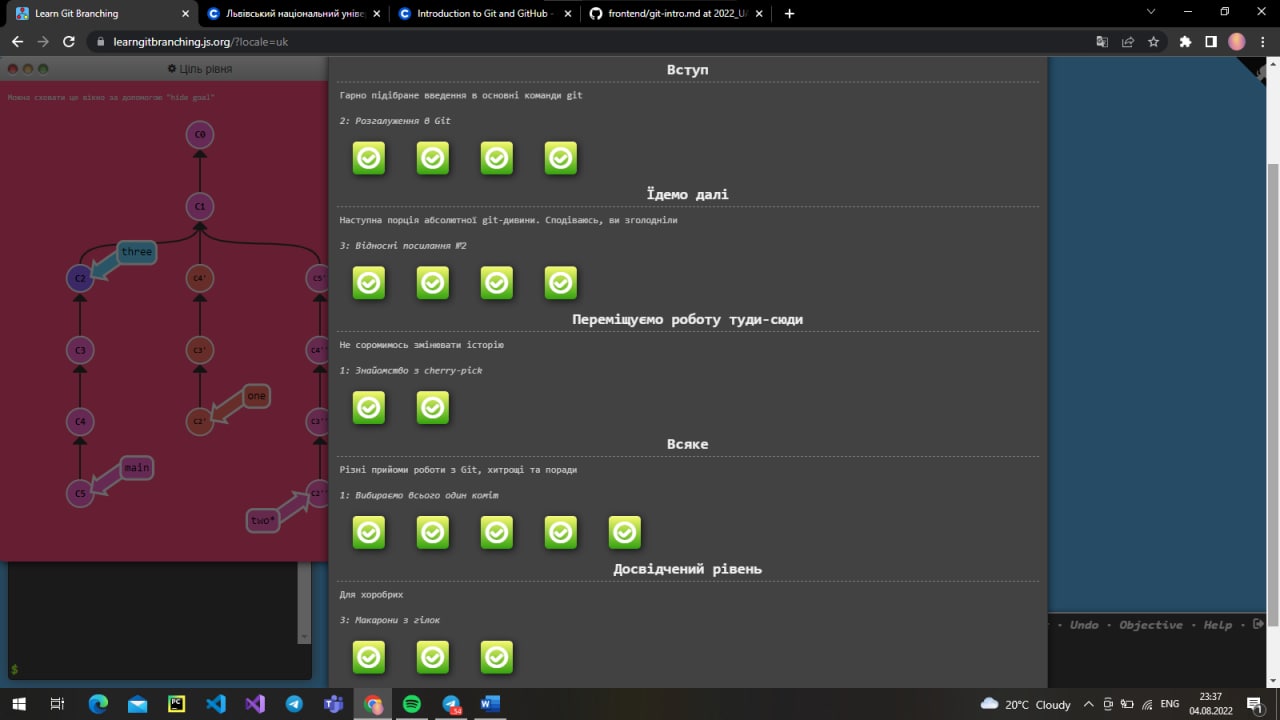 Learn Git Branching
Львівський національний уніве
Introduction to Git and GitHub -
frontend/git-intro.md at 2022_UA
learngitbranching.js.org/?locale=uk
Ціль рівня
Можна сховати це вікно за допомогою "hide goal"
C0
C1
three
C2
C4'
C5'
C3
C3'
C4''
one
C4
C2'
C3''
main
C5
C2''
two*
$
Вступ
Гарно підібране введення в основні команди git
2: Розгалуження в Git
Їдемо далі
Наступна порція абсолютної git-дивини. Сподіваюсь, ви зголодніли
3: Відносні посилання №2
Переміщуємо роботу туди-сюди
Не соромимось змінювати історію
1: Знайомство з cherry-pick
Всяке
Різні прийоми роботи з Git, хитрощі та поради
1: Вибираємо всього один коміт
Досвідчений рівень
Для хоробрих
3: Макарони з гілок
· Undo · Objective · Help ·
PC
54
20°C Cloudy
ENG
23:37
04.08.2022
1